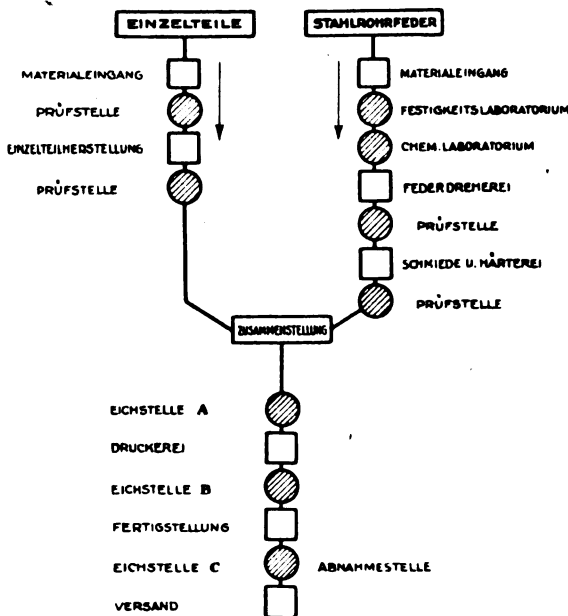 EINZELTEILE
MATERIALEINGANG
PRÜFSTELLE
EINZELTEILHERSTELLUNG
PRÜFSTELLE
STAHLROHRFEDER
MATERIALEINGANG
FESTIGKEITSLABORATORIUM
CHEM. LABORATORIUM
FEDERDREHEREI
PRÜFSTELLE
SCHMIEDE U. HÄRTEREI
PRÜFSTELLE
ZUSAMMENSTELLUNG
EICHSTELLE A
DRUCKEREI
EICHSTELLE B
FERTIGSTELLUNG
EICHSTELLE C ABNAHMESTELLE
VERSAND